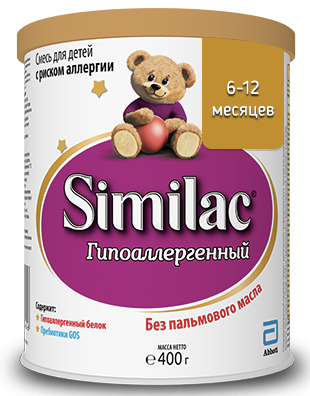 Смесь для детей
с риском аллергии
6-12
месяцев
Similac®
Гипоаллергенный
Содержит:
• Гипоаллергенный белок
• Пребиотики GOS
Без пальмового масла
МАССА НЕТТО
℮400 г
Abbott